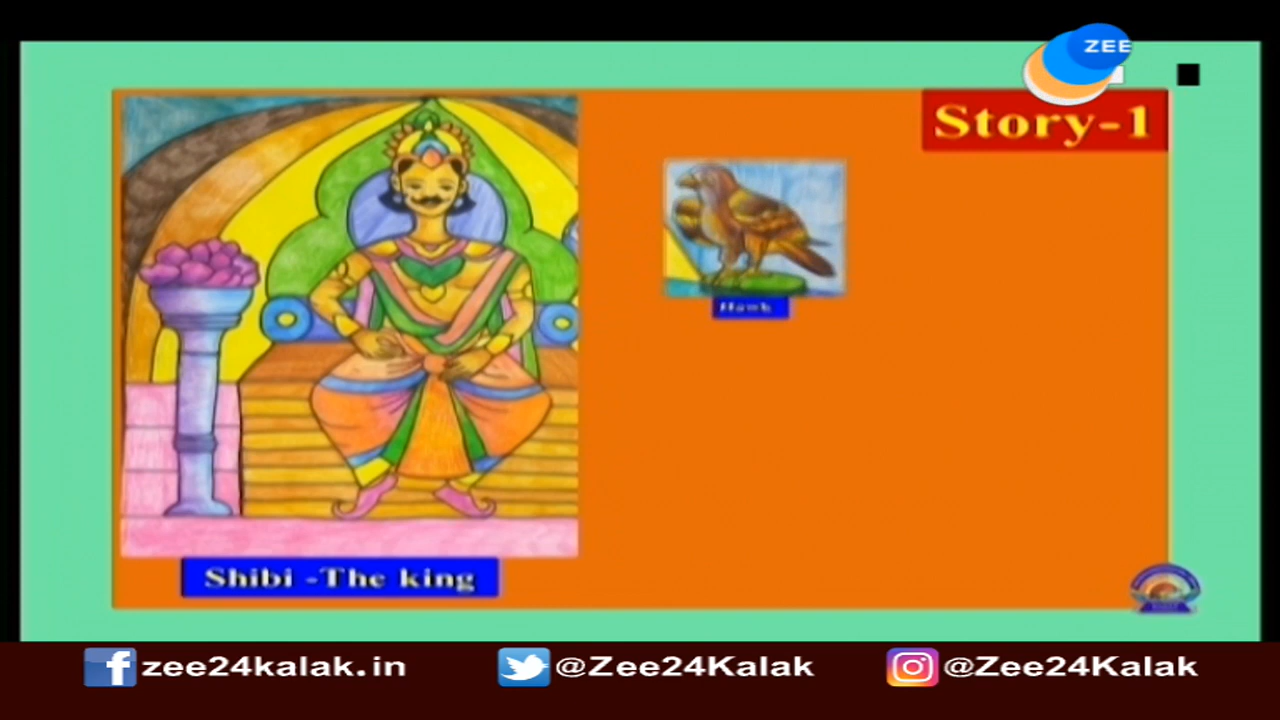 ZEE
Story-1
Hawk
Shibi -The king
zee24kalak.in
@Zee24Kalak
@Zee24Kalak